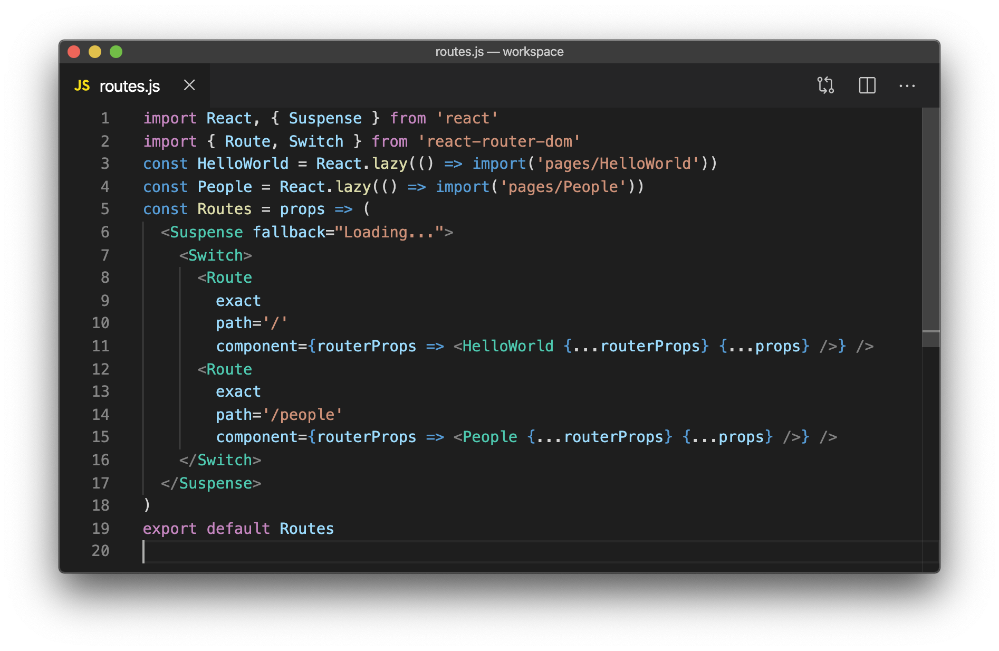 routes.js — workspace
JS routes.js
1 import React, { Suspense } from 'react'
2 import { Route, Switch } from 'react-router-dom'
3 const HelloWorld = React.lazy(() => import('pages/HelloWorld'))
4 const People = React.lazy(() => import('pages/People'))
5 const Routes = props => (
6   <Suspense fallback="Loading...">
7     <Switch>
8       <Route
9         exact
10         path='/'
11         component={routerProps => <HelloWorld {...routerProps} {...props} />} />
12       <Route
13         exact
14         path='/people'
15         component={routerProps => <People {...routerProps} {...props} />} />
16     </Switch>
17   </Suspense>
18 )
19 export default Routes
20